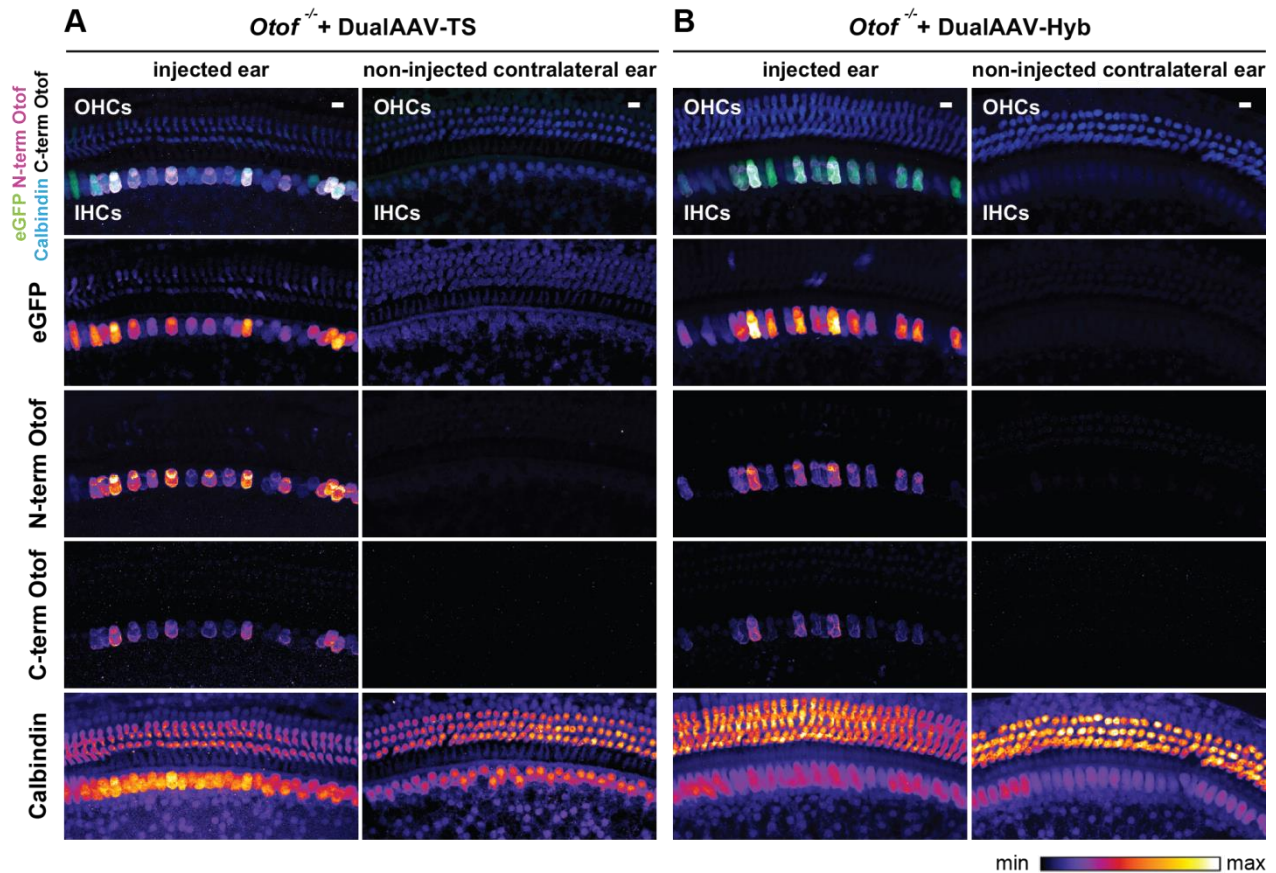 A
Otof -/- + DualAAV-TS
B
Otof -/- + DualAAV-Hyb
injected ear
non-injected contralateral ear
injected ear
non-injected contralateral ear
eGFP N-term Otof
Calbindin C-term Otof
OHCs
IHCs
OHCs
IHCs
OHCs
IHCs
OHCs
IHCs
eGFP
N-term Otof
C-term Otof
Calbindin
min
max